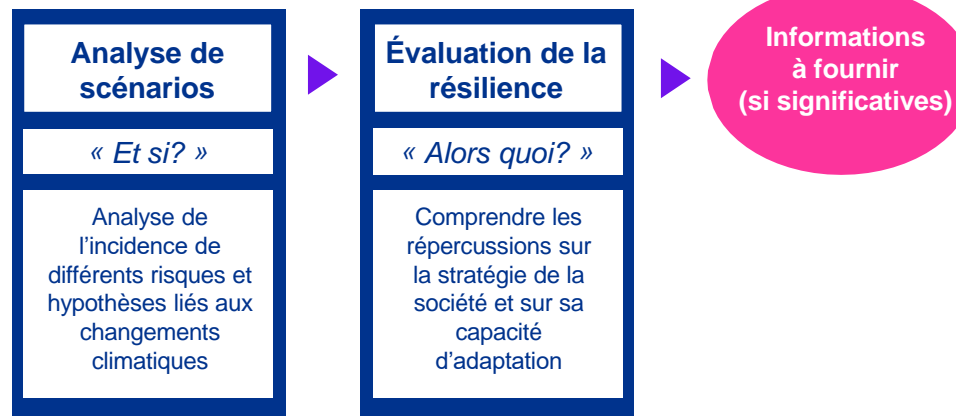 Analyse de
scénarios
« Et si? »
Analyse de
l'incidence de
différents risques et
hypothèses liés aux
changements
climatiques
Évaluation de la
résilience
« Alors quoi? »
Comprendre les
répercussions sur
la stratégie de la
société et sur sa
capacité
d'adaptation
Informations
à fournir
(si significatives)